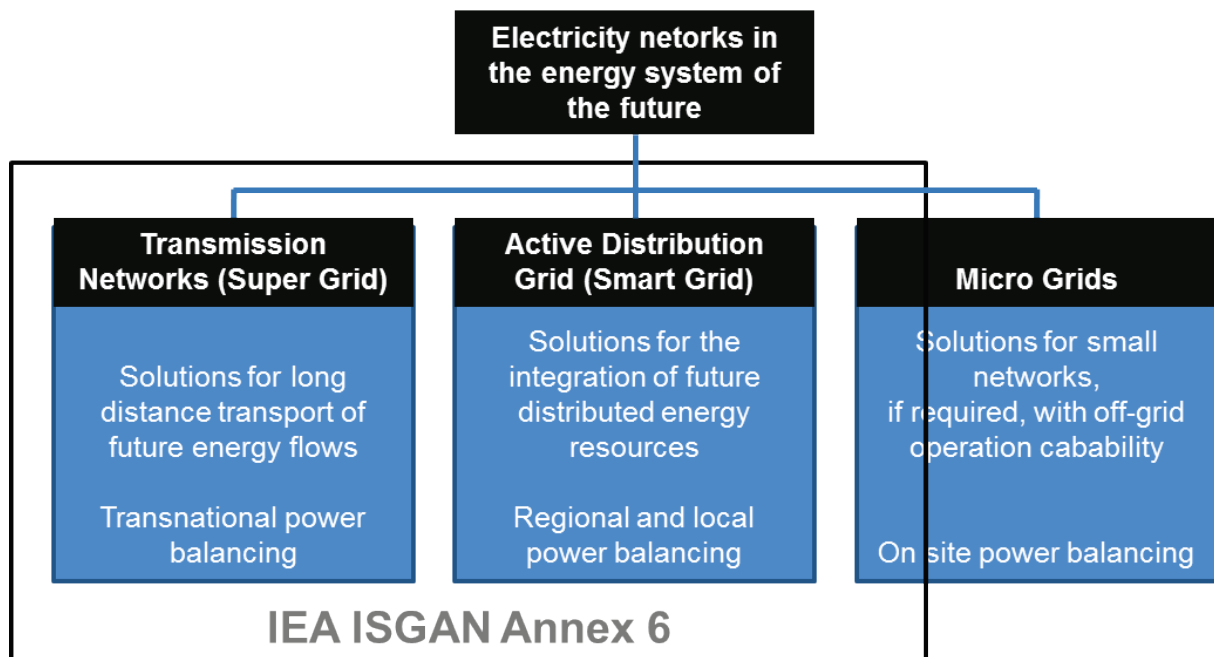 Electricity netorks in
the energy system of
the future
Transmission
Networks (Super Grid)
Solutions for long
distance transport of
future energy flows
Transnational power
balancing
Active Distribution
Grid (Smart Grid)
Solutions for the
integration of future
distributed energy
resources
Regional and local
power balancing
Micro Grids
Solutions for small
networks,
if required, with off-grid
operation cabability
On site power balancing
IEA ISGAN Annex 6